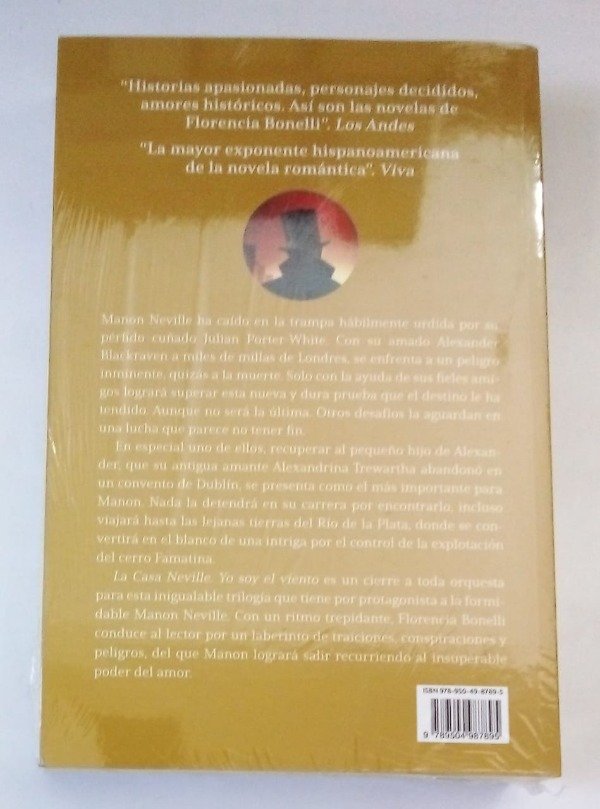 "Historias apasionadas, personajes decididos,
amores históricos. Así son las novelas de
Florencia Bonelli". Los Andes
"La mayor exponente hispanoamericana
de la novela romántica". Viva
Manon Neville ha caído en la trampa hábilmente urdida por su
pérfido cuñado Julian Porter-White. Con su amado Alexander
Blackraven a miles de millas de Londres, se enfrenta a un peligro
inminente, quizás a la muerte. Solo con la ayuda de sus fieles ami-
gos logrará superar esta nueva y dura prueba que el destino le ha
tendido. Aunque no será la última. Otros desafíos la aguardan en
una lucha que parece no tener fin.
En especial uno de ellos, recuperar al pequeño hijo de Alexan-
der, que su antigua amante Alexandrina Trewartha abandonó en
un convento de Dublín, se presenta como el más importante para
Manon. Nada la detendrá en su carrera por encontrarlo, incluso
viajará hasta las lejanas tierras del Río de la Plata, donde se con-
vertirá en el blanco de una intriga por el control de la explotación
del cerro Famatina.
La Casa Neville. Yo soy el viento es un cierre a toda orquesta
para esta inigualable trilogía que tiene por protagonista a la formi-
dable Manon Neville. Con un ritmo trepidante, Florencia Bonelli
conduce al lector por un laberinto de traiciones, conspiraciones y
peligros, del que Manon logrará salir recurriendo al insuperable
poder del amor.
ISBN 978-950-49-8789-5
9 789504 987895